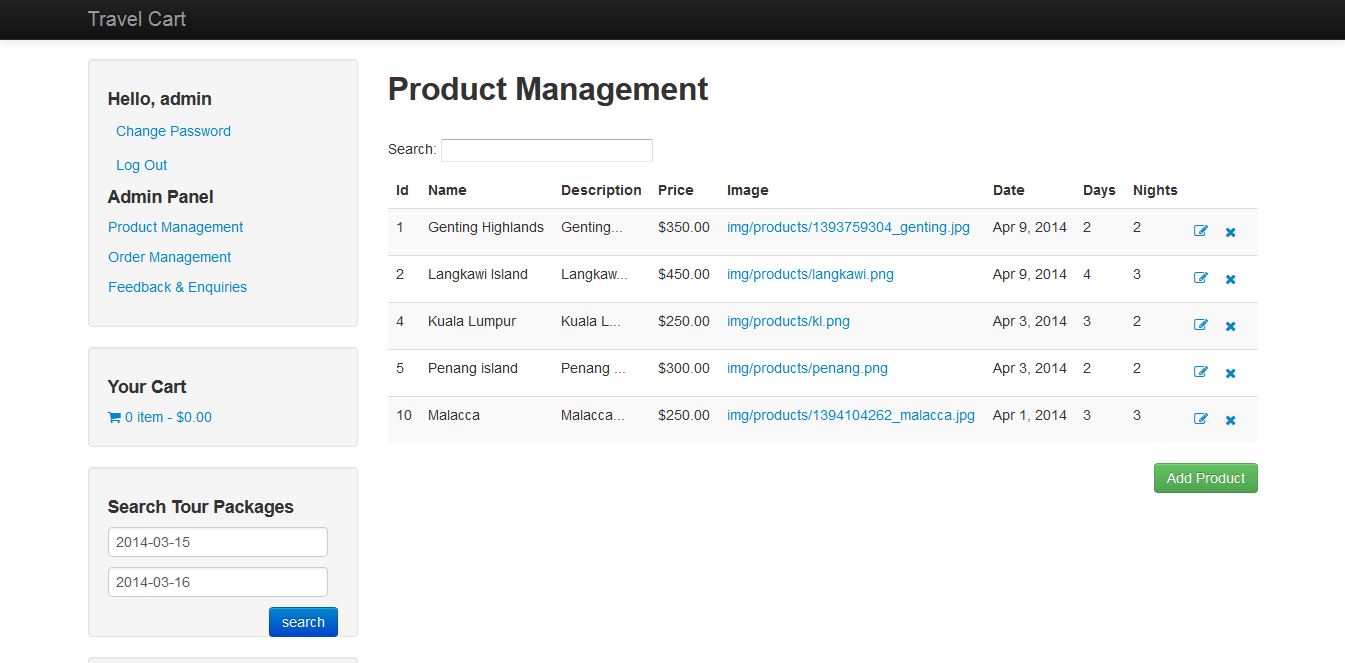 Travel Cart
Hello, admin
Change Password
Log Out
Admin Panel
Product Management
Order Management
Feedback & Enquiries
Your Cart
0 item - $0.00
Search Tour Packages
2014-03-15
2014-03-16
search
Product Management
Search:
Id Name Description Price Image Date Days Nights
1 Genting Highlands Genting... $350.00 img/products/1393759304_genting.jpg Apr 9, 2014 2 2
2 Langkawi Island Langkaw... $450.00 img/products/langkawi.png Apr 9, 2014 4 3
4 Kuala Lumpur Kuala L... $250.00 img/products/kl.png Apr 3, 2014 3 2
5 Penang island Penang ... $300.00 img/products/penang.png Apr 3, 2014 2 2
10 Malacca Malacca... $250.00 img/products/1394104262_malacca.jpg Apr 1, 2014 3 3
Add Product